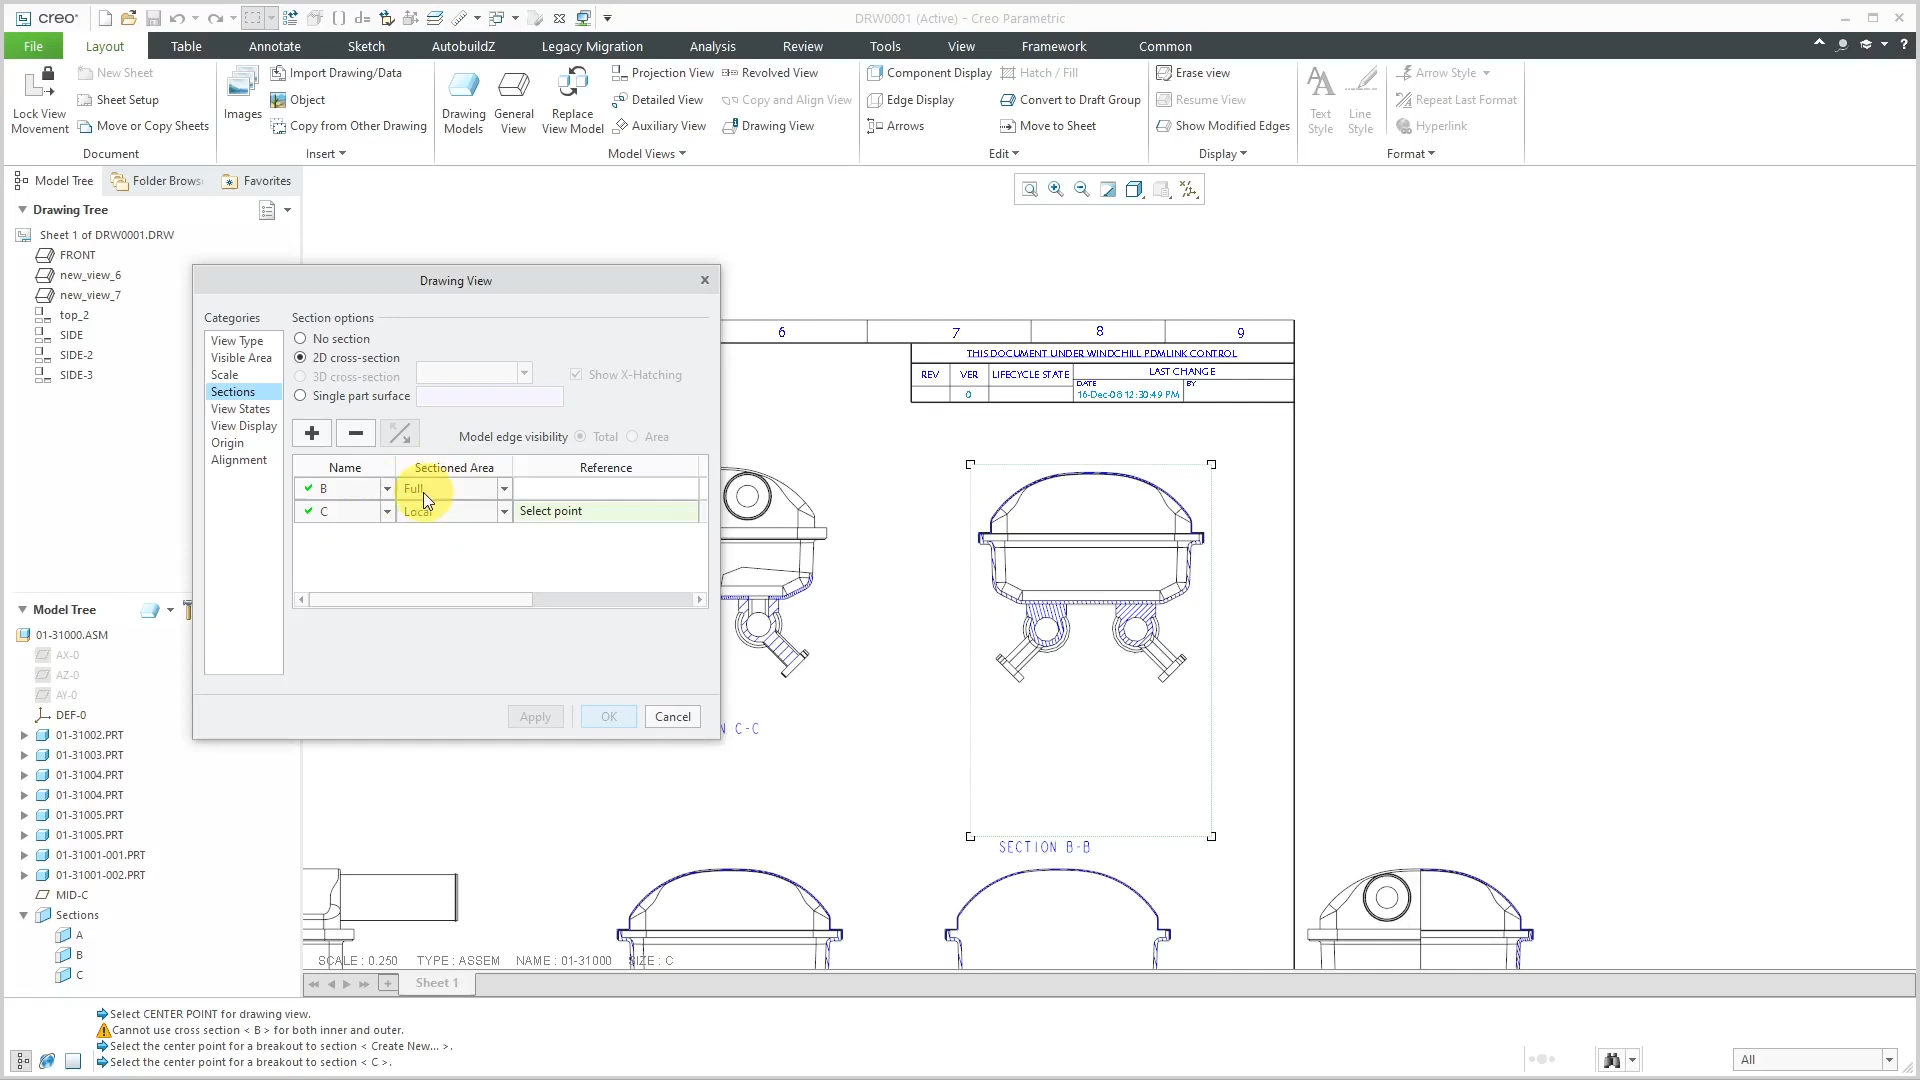 creo
DRW0001 (Active) - Creo Parametric
File
Layout
Table
Annotate
Sketch
AutobuildZ
Legacy Migration
Analysis
Review
Tools
View
Framework
Common
Lock View
Movement
New Sheet
Sheet Setup
Move or Copy Sheets
Document
Images
Import Drawing/Data
Object
Copy from Other Drawing
Insert
Drawing
Models
General
View
Replace
View Model
Projection View
Detailed View
Auxiliary View
Revolved View
Copy and Align View
Drawing View
Model Views
Component Display
Edge Display
Arrows
Hatch / Fill
Convert to Draft Group
Move to Sheet
Edit
Erase view
Resume View
Show Modified Edges
Display
Text
Style
Line
Style
Arrow Style
Repeat Last Format
Hyperlink
Format
Model Tree
Folder Brows
Favorites
Drawing Tree
Sheet 1 of DRW0001.DRW
FRONT
new_view_6
new_view_7
top_2
SIDE
SIDE-2
SIDE-3
Model Tree
01-31000.ASM
AX-0
AZ-0
AY-0
DEF-0
01-31002.PRT
01-31003.PRT
01-31004.PRT
01-31004.PRT
01-31005.PRT
01-31005.PRT
01-31001-001.PRT
01-31001-002.PRT
MID-C
Sections
A
B
C
Drawing View
Categories
View Type
Visible Area
Scale
Sections
View States
View Display
Origin
Alignment
Section options
No section
2D cross-section
3D cross-section
Show X-Hatching
Single part surface
Model edge visibility
Total
Area
Name
Sectioned Area
Reference
B
Full
C
Local
Select point
Apply
OK
Cancel
6
7
8
9
THIS DOCUMENT UNDER WINDCHILL PDMLINK CONTROL
REV
VER
LIFECYCLE STATE
LAST CHANGE
DATE
BY
0
16-Dec-08 12:30:49 PM
N C-C
SECTION B-B
SCALE : 0.250
TYPE : ASSEM
NAME : 01-31000
SIZE : C
Sheet 1
Select CENTER POINT for drawing view.
Cannot use cross section < B > for both inner and outer.
Select the center point for a breakout to section < Create New... >.
Select the center point for a breakout to section < C >.
All